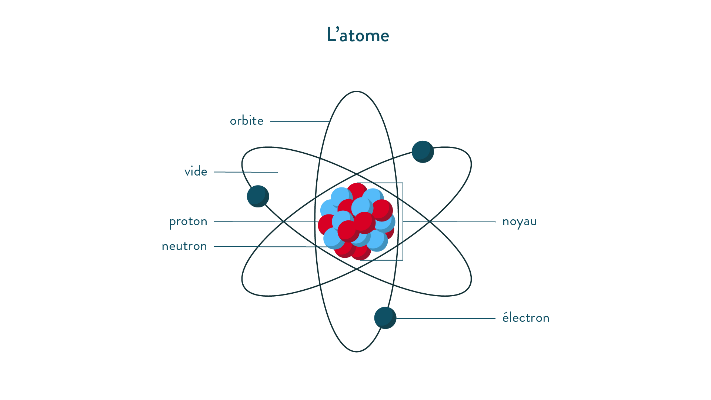 L'atome
orbite
vide
proton
neutron
noyau
électron